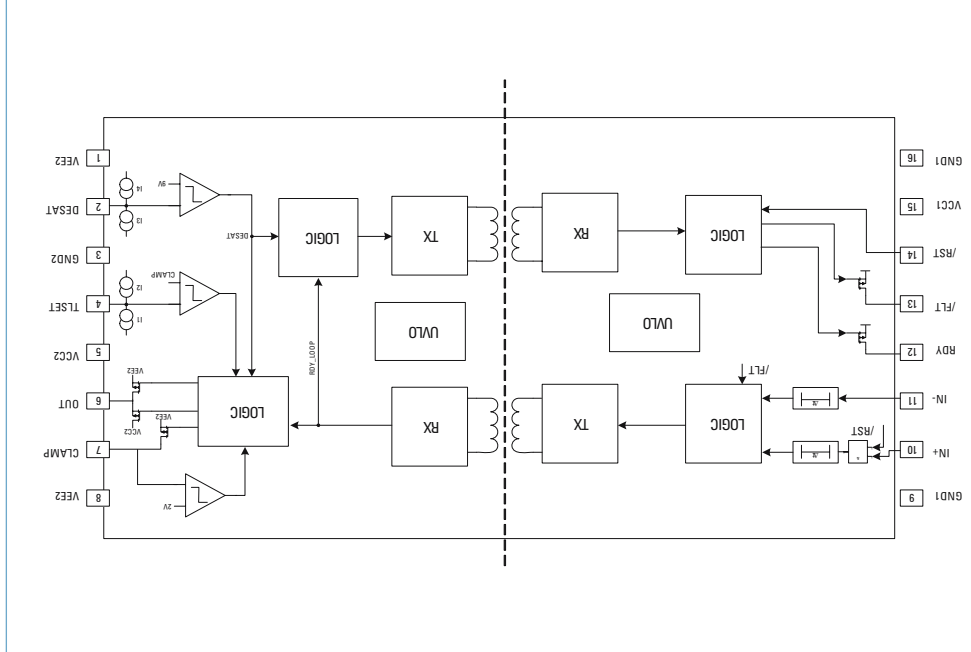 GND1 9
8 VEE2
2V
IN+ 10
/RST
7 CLAMP
VCC2
VEE2
LOGIC
TX
RX
LOGIC
IN- 11
6 OUT
/FLT
VEE2
RDY 12
5 VCC2
RDY_LOOP
UVLO
UVLO
/FLT 13
4 TLSET
I1
I2
CLAMP
/RST 14
3 GND2
LOGIC
RX
TX
LOGIC
DESAT
VCC1 15
2 DESAT
I3
I4
9V
GND1 16
1 VEE2